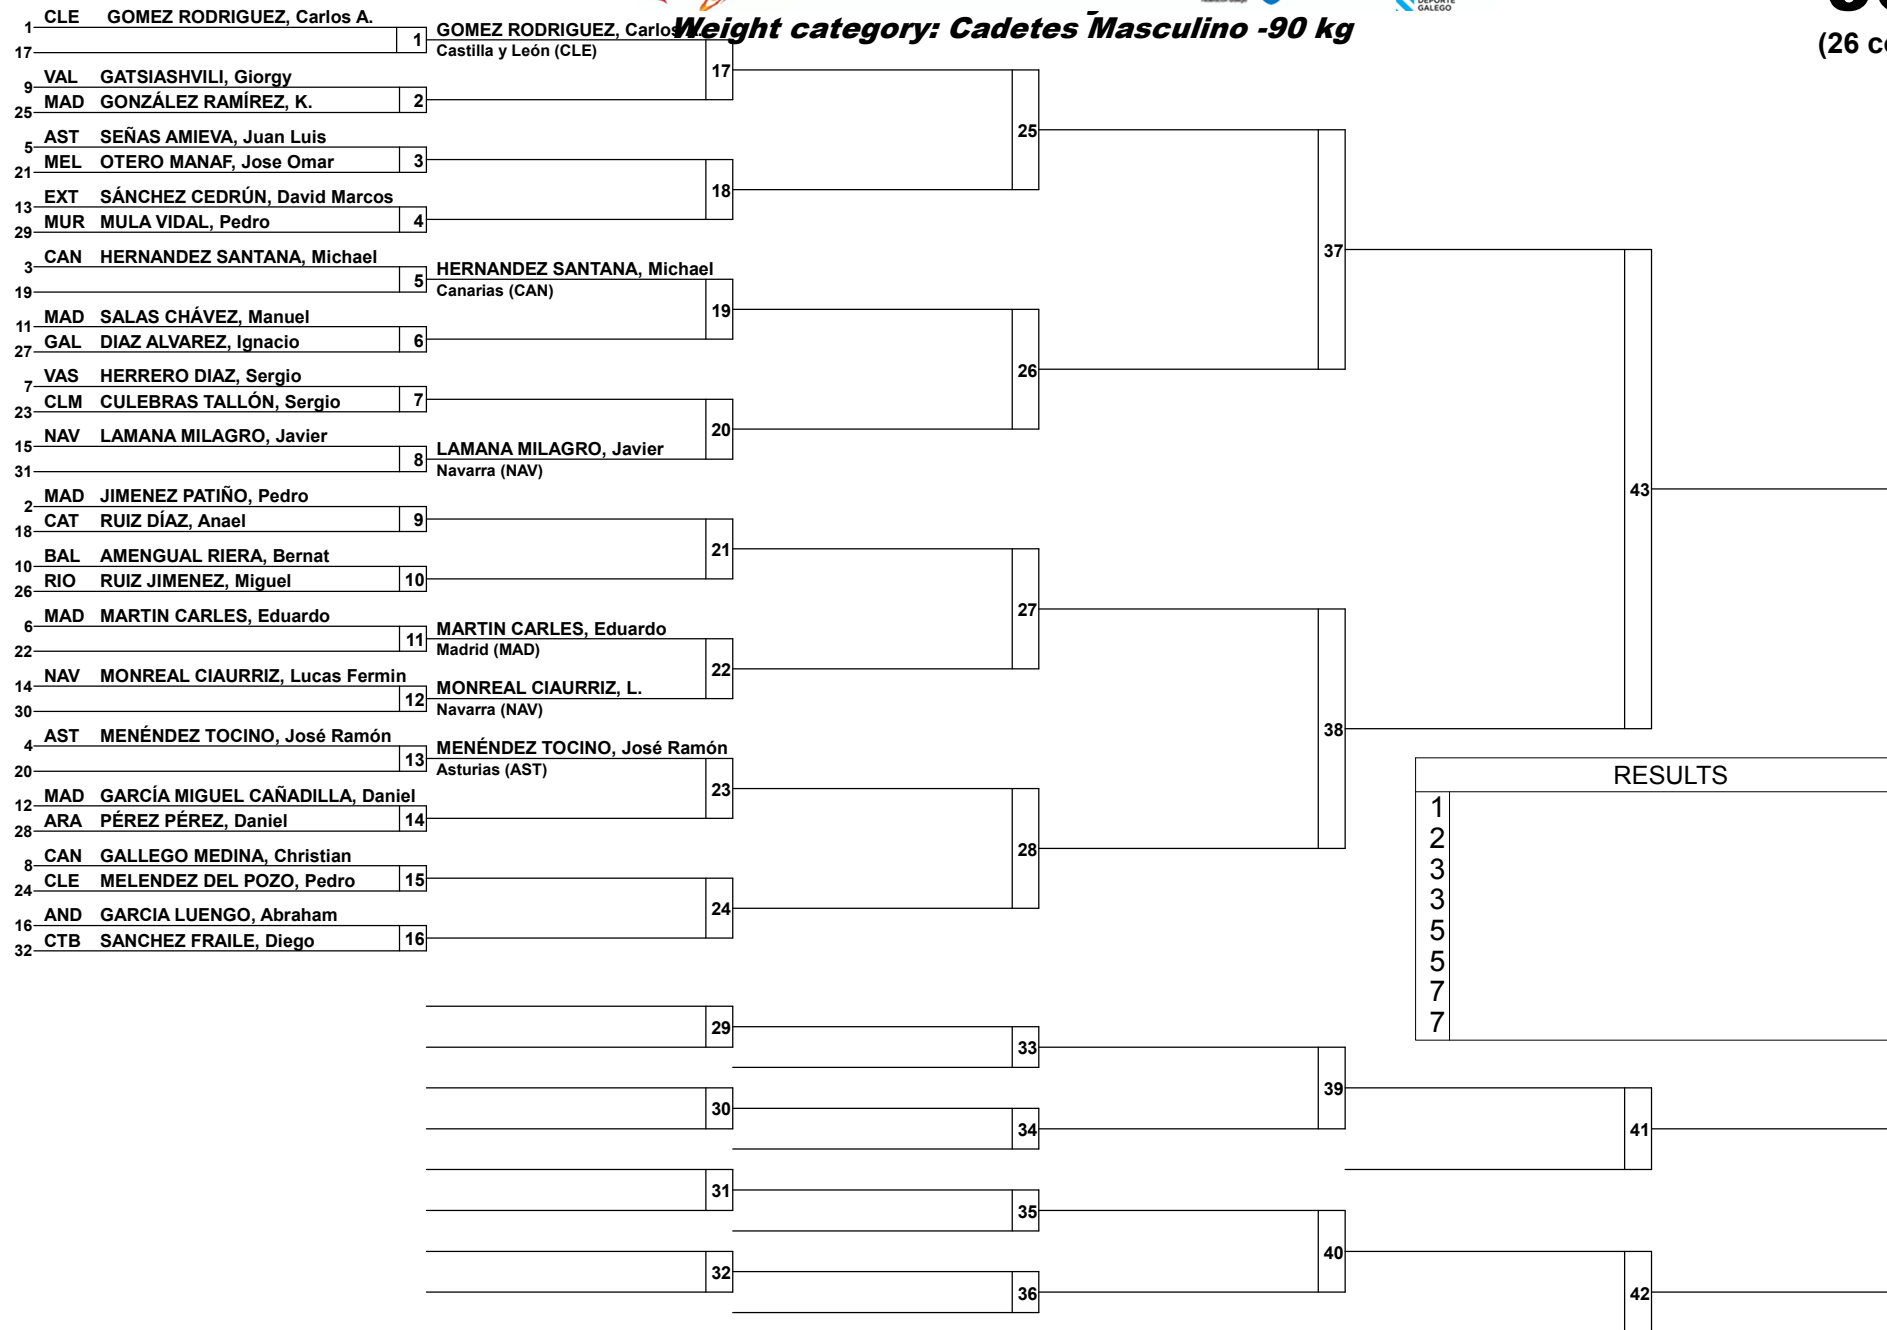 DEPORTE
GALEGO
Weight category: Cadetes Masculino -90 kg
(26 c
1 CLE GOMEZ RODRIGUEZ, Carlos A.
17
1
GOMEZ RODRIGUEZ, Carlos
Castilla y León (CLE)
9 VAL GATSIASHVILI, Giorgy
25 MAD GONZÁLEZ RAMÍREZ, K.
2
17
5 AST SEÑAS AMIEVA, Juan Luis
21 MEL OTERO MANAF, Jose Omar
3
13 EXT SÁNCHEZ CEDRÚN, David Marcos
29 MUR MULA VIDAL, Pedro
4
18
25
3 CAN HERNANDEZ SANTANA, Michael
19
5
HERNANDEZ SANTANA, Michael
Canarias (CAN)
11 MAD SALAS CHÁVEZ, Manuel
27 GAL DIAZ ALVAREZ, Ignacio
6
19
7 VAS HERRERO DIAZ, Sergio
23 CLM CULEBRAS TALLÓN, Sergio
7
15 NAV LAMANA MILAGRO, Javier
31
8
LAMANA MILAGRO, Javier
Navarra (NAV)
20
26
37
2 MAD JIMENEZ PATIÑO, Pedro
18 CAT RUIZ DÍAZ, Anael
9
10 BAL AMENGUAL RIERA, Bernat
26 RIO RUIZ JIMENEZ, Miguel
10
21
6 MAD MARTIN CARLES, Eduardo
22
11
MARTIN CARLES, Eduardo
Madrid (MAD)
14 NAV MONREAL CIAURRIZ, Lucas Fermin
30
12
MONREAL CIAURRIZ, L.
Navarra (NAV)
22
27
4 AST MENÉNDEZ TOCINO, José Ramón
20
13
MENÉNDEZ TOCINO, José Ramón
Asturias (AST)
12 MAD GARCÍA MIGUEL CAÑADILLA, Daniel
28 ARA PÉREZ PÉREZ, Daniel
14
23
8 CAN GALLEGO MEDINA, Christian
24 CLE MELENDEZ DEL POZO, Pedro
15
16 AND GARCIA LUENGO, Abraham
32 CTB SANCHEZ FRAILE, Diego
16
24
28
38
43
RESULTS
1
2
3
3
5
5
7
7
29
33
30
34
39
31
35
32
36
40
41
42